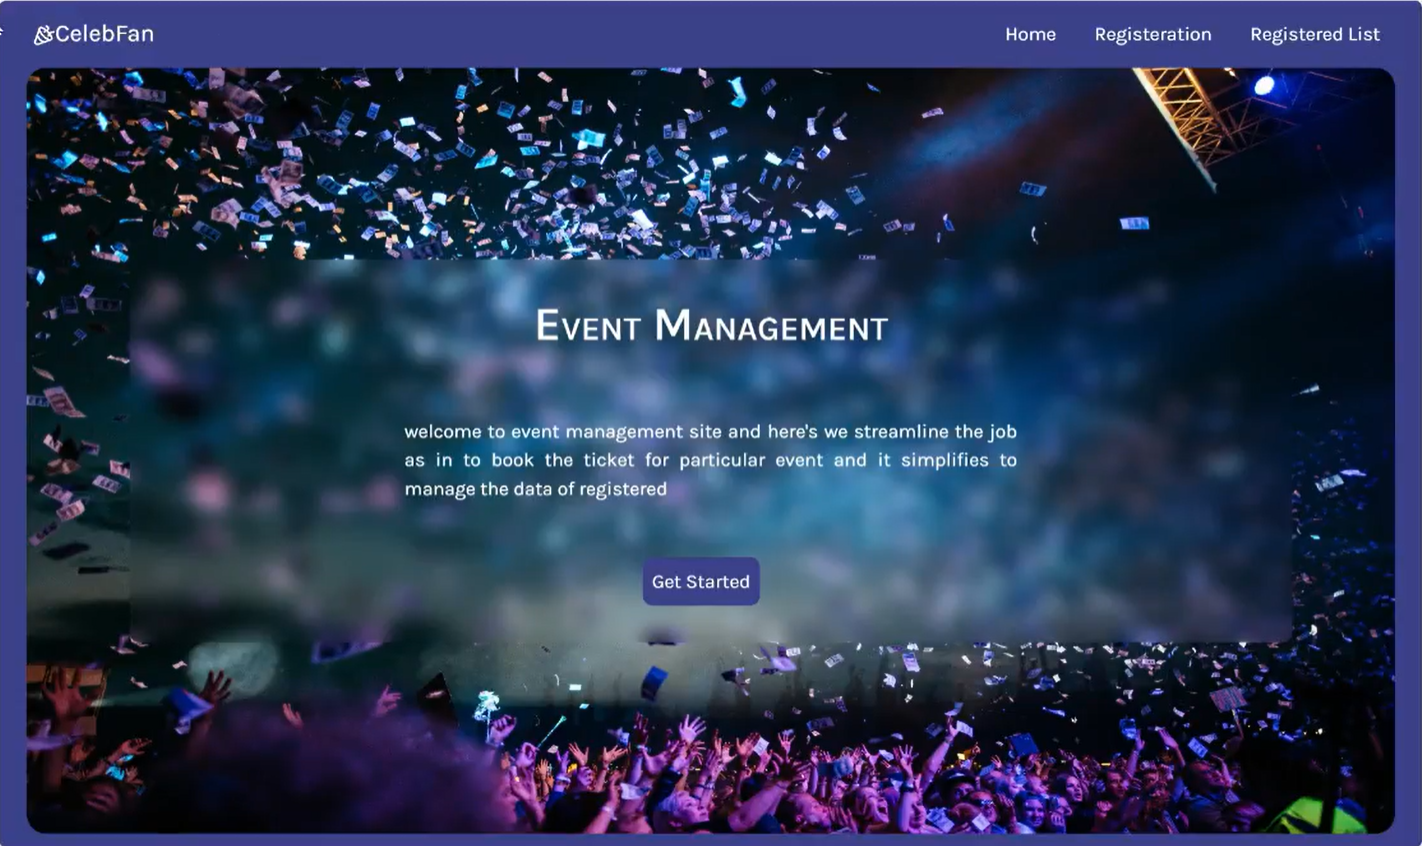 CelebFan
Home Registeration Registered List
Event Management
welcome to event management site and here's we streamline the job
as in to book the ticket for particular event and it simplifies to
manage the data of registered
Get Started